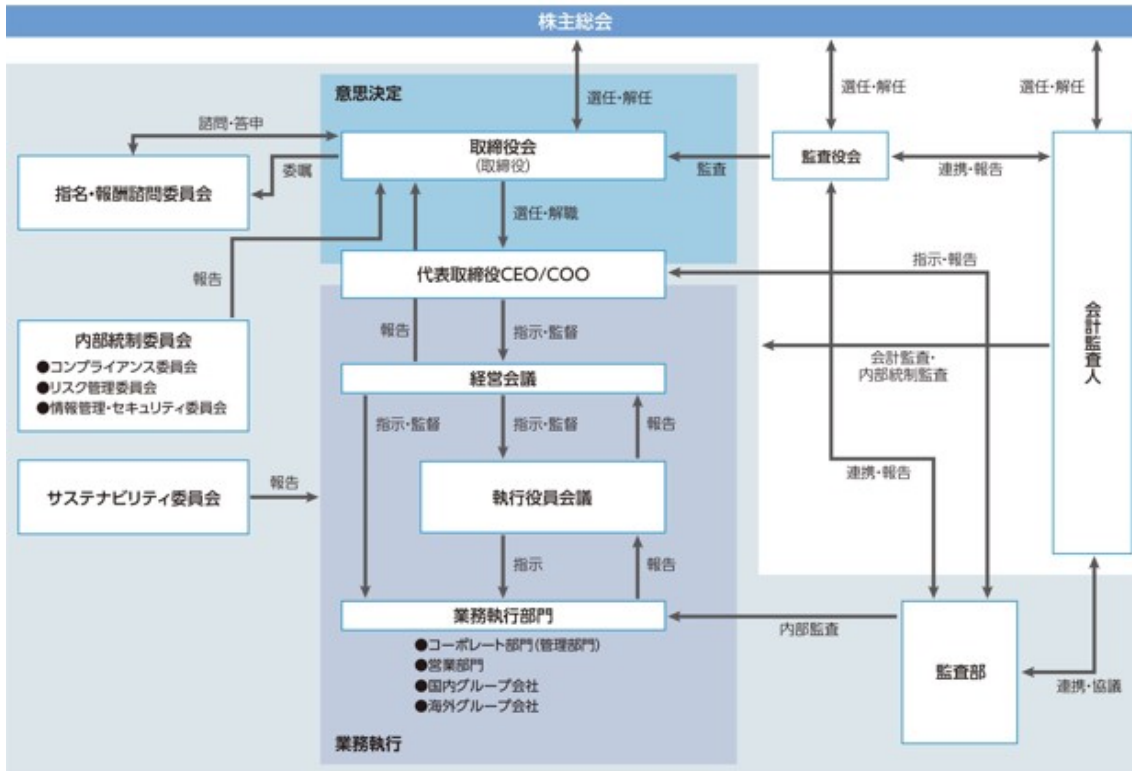 株主総会
選任・解任
選任・解任
選任・解任
意思決定
諮問・答申
取締役会
(取締役)
監査役会
委嘱
監査
連携・報告
指名・報酬諮問委員会
選任・解職
報告
代表取締役CEO/COO
指示・報告
会計監査人
内部統制委員会
●コンプライアンス委員会
●リスク管理委員会
●情報管理・セキュリティ委員会
報告
指示・監督
会計監査・
内部統制監査
経営会議
指示・監督
指示・監督
報告
サステナビリティ委員会
報告
執行役員会議
連携・報告
指示
報告
業務執行部門
内部監査
●コーポレート部門(管理部門)
●営業部門
●国内グループ会社
●海外グループ会社
監査部
連携・協議
業務執行